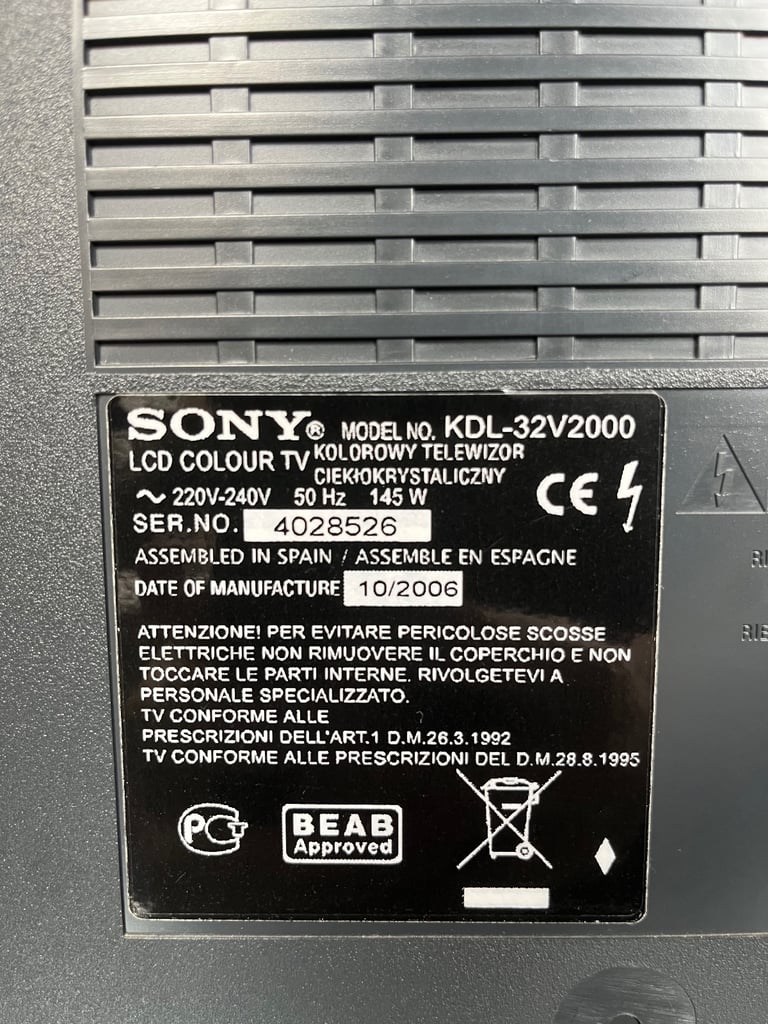 SONY® MODEL NO. KDL-32V2000
LCD COLOUR TV KOLOROWY TELEWIZOR
CIEKŁOKRYSTALICZNY
~ 220V-240V 50 Hz 145 W
CE
SER.NO. 4028526
ASSEMBLED IN SPAIN / ASSEMBLE EN ESPAGNE
DATE OF MANUFACTURE 10/2006
ATTENZIONE! PER EVITARE PERICOLOSE SCOSSE
ELETTRICHE NON RIMUOVERE IL COPERCHIO E NON
TOCCARE LE PARTI INTERNE. RIVOLGETEVI A
PERSONALE SPECIALIZZATO.
TV CONFORME ALLE
PRESCRIZIONI DELL'ART.1 D.M.26.3.1992
TV CONFORME ALLE PRESCRIZIONI DEL D.M.28.8.1995
PCT
BEAB
Approved